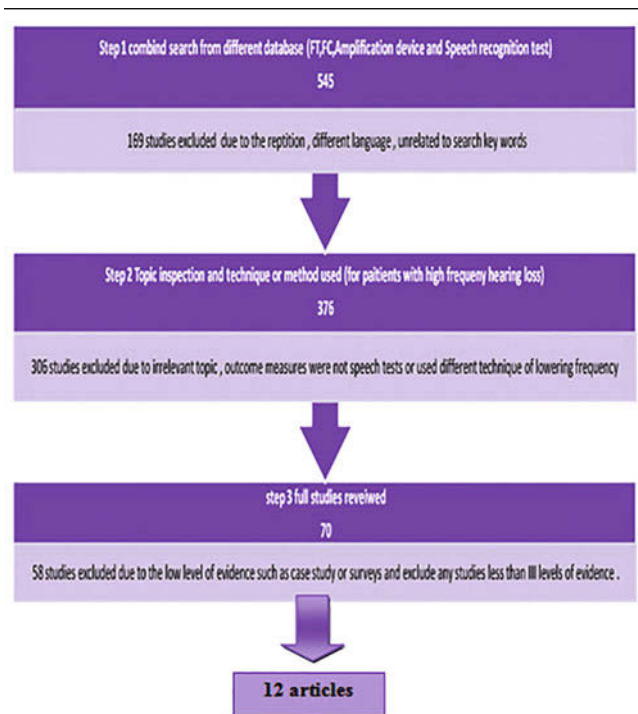 Step 1 combind search from different database (FT,FC,Amplification device and Speech recognition test)
545
169 studies excluded due to the reptition , different language , unrelated to search key words
Step 2 Topic inspection and technique or method used (for paitients with high frequeny hearing loss)
376
306 studies excluded due to irrelevant topic , outcome measures were not speech tests or used different technique of lowering frequency
step 3 full studies reveiwed
70
58 studies excluded due to the low level of evidence such as case study or surveys and exclude any studies less than III levels of evidence .
12 articles